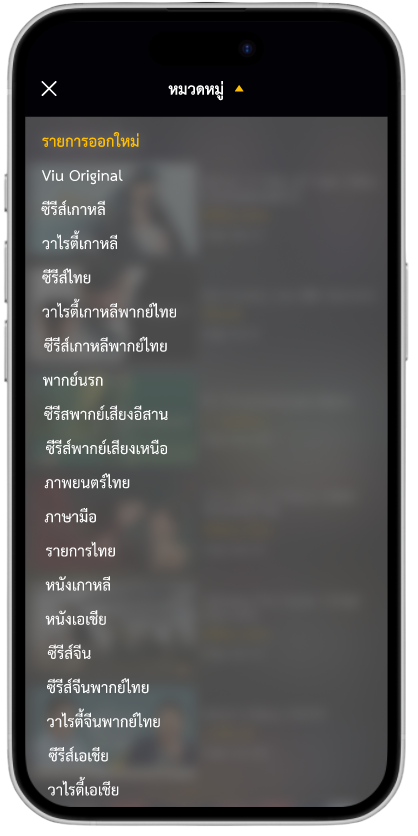 หมวดหมู่
รายการออกใหม่
Viu Original
ซีรีส์เกาหลี
วาไรตี้เกาหลี
ซีรีส์ไทย
วาไรตี้เกาหลีพากย์ไทย
ซีรีส์เกาหลีพากย์ไทย
พากย์นรก
ซีรีสพากย์เสียงอีสาน
ซีรีส์พากย์เสียงเหนือ
ภาพยนตร์ไทย
ภาษามือ
รายการไทย
หนังเกาหลี
หนังเอเชีย
ซีรีส์จีน
ซีรีส์จีนพากย์ไทย
วาไรตี้จีนพากย์ไทย
ซีรีส์เอเชีย
วาไรตี้เอเชีย